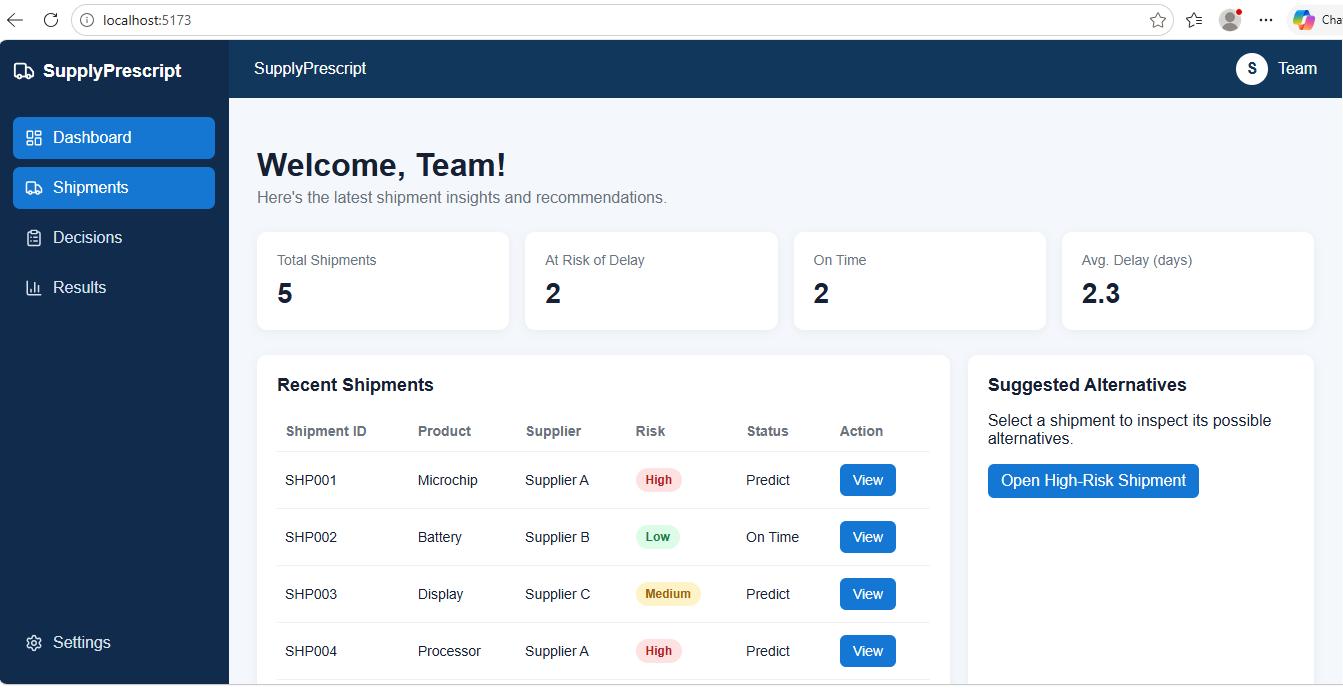 localhost:5173
Cha
SupplyPrescript
SupplyPrescript
S Team
Dashboard
Shipments
Decisions
Results
Settings
Welcome, Team!
Here's the latest shipment insights and recommendations.
Total Shipments
5
At Risk of Delay
2
On Time
2
Avg. Delay (days)
2.3
Recent Shipments
Shipment ID Product Supplier Risk Status Action
SHP001 Microchip Supplier A High Predict View
SHP002 Battery Supplier B Low On Time View
SHP003 Display Supplier C Medium Predict View
SHP004 Processor Supplier A High Predict View
Suggested Alternatives
Select a shipment to inspect its possible
alternatives.
Open High-Risk Shipment